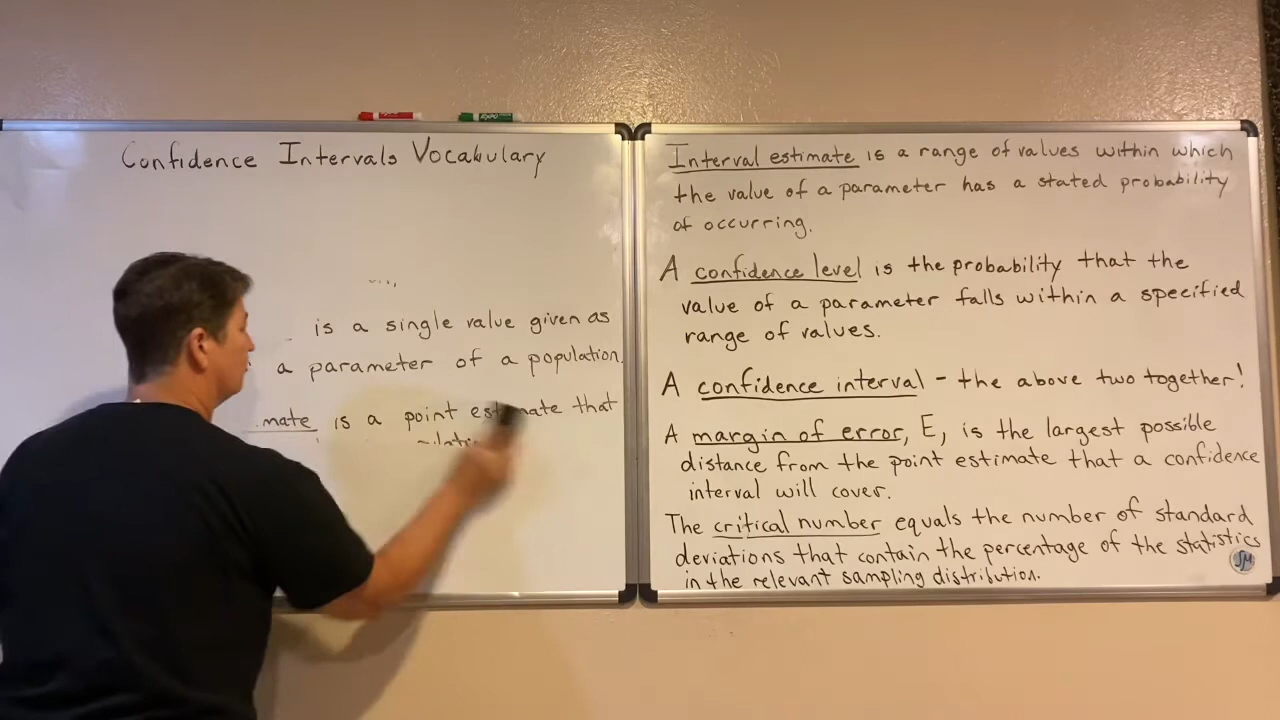 EXPO
Confidence Intervals Vocabulary
is a single value given as
a parameter of a population.
mate is a point estimate that
Interval estimate is a range of values within which
the value of a parameter has a stated probability
of occurring.
A confidence level is the probability that the
value of a parameter falls within a specified
range of values.
A confidence interval - the above two together!
A margin of error, E, is the largest possible
distance from the point estimate that a confidence
interval will cover.
The critical number equals the number of standard
deviations that contain the percentage of the statistics
in the relevant sampling distribution.
SM